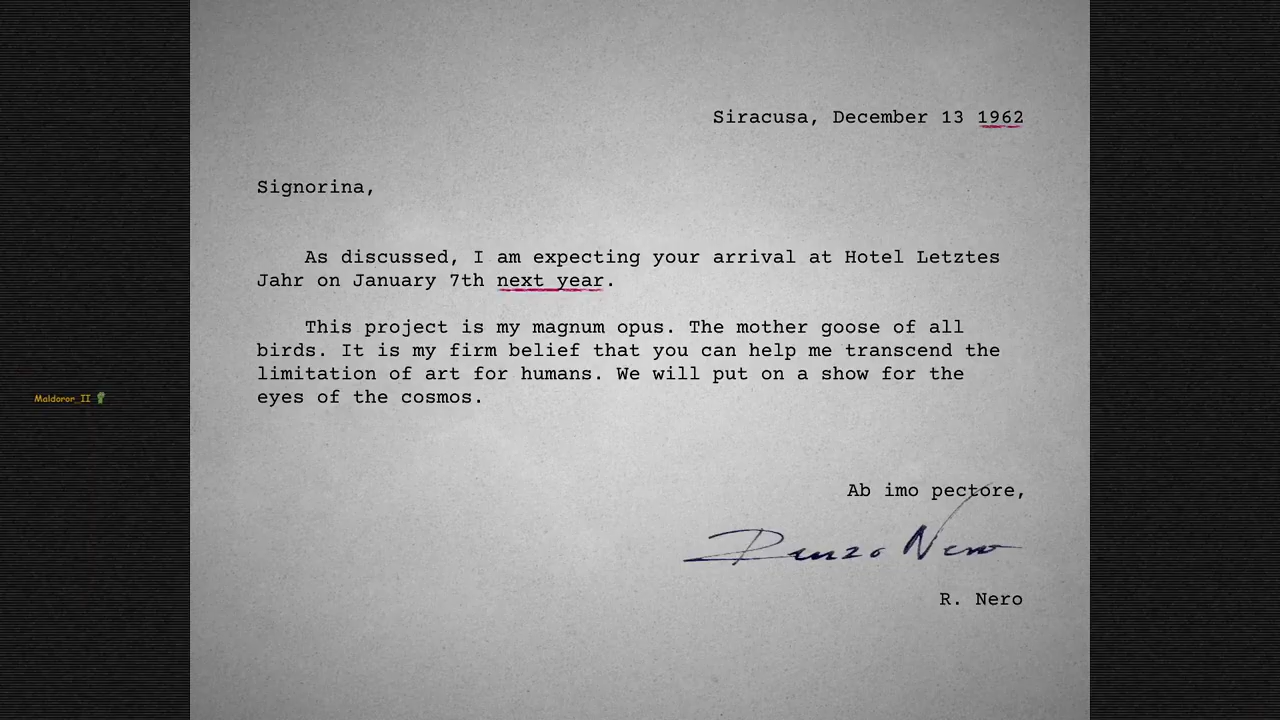 Siracusa, December 13 1962
Signorina,
As discussed, I am expecting your arrival at Hotel Letztes
Jahr on January 7th next year.
This project is my magnum opus. The mother goose of all
birds. It is my firm belief that you can help me transcend the
limitation of art for humans. We will put on a show for the
eyes of the cosmos.
Maldoror_II
Ab imo pectore,
Renzo Nero
R. Nero